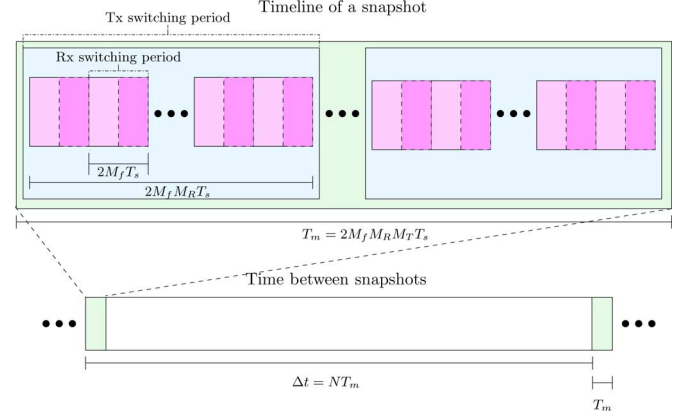 Timeline of a snapshot
Tx switching period
Rx switching period
2M_fT_s
2M_fM_RT_s
T_m = 2M_fM_RM_TT_s
Time between snapshots
Δt = NT_m
T_m